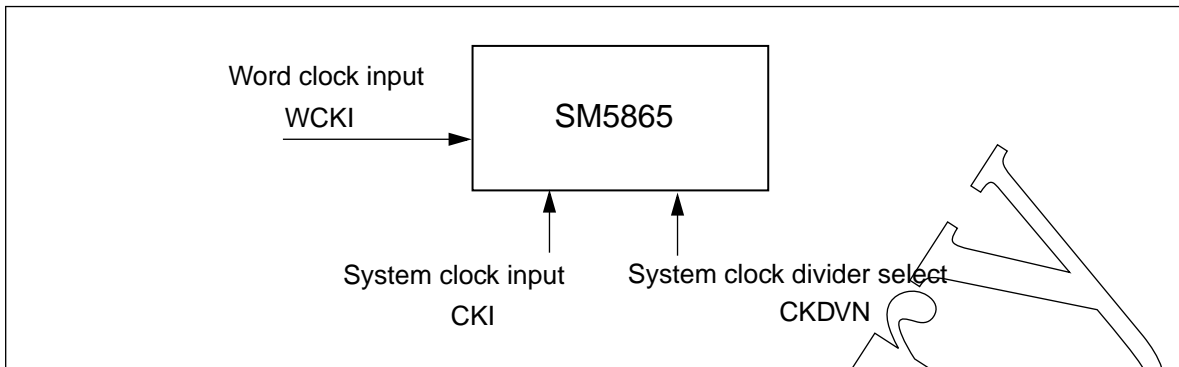 Word clock input
WCKI
SM5865
System clock input
CKI
System clock divider select
CKDVN